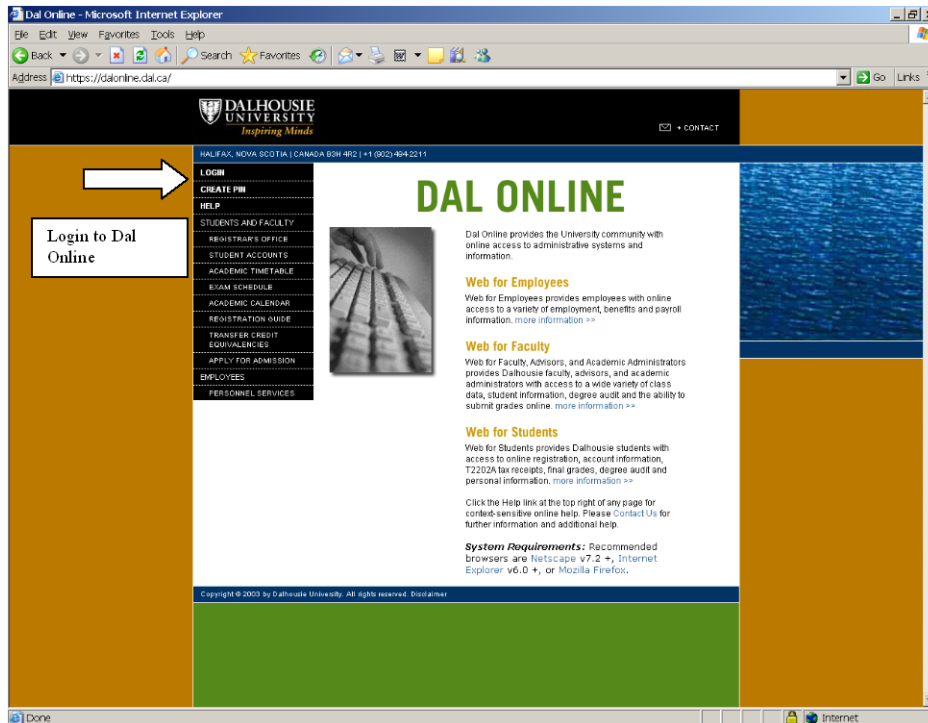 Dal Online - Microsoft Internet Explorer
File Edit View Favorites Tools Help
Back Search Favorites
Address https://dalonline.dal.ca/ Go Links
DALHOUSIE
UNIVERSITY
Inspiring Minds
+ CONTACT
HALIFAX, NOVA SCOTIA | CANADA B3H 4R2 | +1 (902) 494-2211
LOGIN
CREATE PIN
HELP
STUDENTS AND FACULTY
REGISTRAR'S OFFICE
STUDENT ACCOUNTS
ACADEMIC TIMETABLE
EXAM SCHEDULE
ACADEMIC CALENDAR
REGISTRATION GUIDE
TRANSFER CREDIT
EQUIVALENCIES
APPLY FOR ADMISSION
EMPLOYEES
PERSONNEL SERVICES
Login to Dal
Online
DAL ONLINE
Dal Online provides the University community with
online access to administrative systems and
information.
Web for Employees
Web for Employees provides employees with online
access to a variety of employment, benefits and payroll
information. more information >>
Web for Faculty
Web for Faculty, Advisors, and Academic Administrators
provides Dalhousie faculty, advisors, and academic
administrators with access to a wide variety of class
data, student information, degree audit and the ability to
submit grades online. more information >>
Web for Students
Web for Students provides Dalhousie students with
access to online registration, account information,
T2202A tax receipts, final grades, degree audit and
personal information. more information >>
Click the Help link at the top right of any page for
context-sensitive online help. Please Contact Us for
further information and additional help.
System Requirements: Recommended
browsers are Netscape v7.2 +, Internet
Explorer v6.0 +, or Mozilla Firefox.
Copyright © 2003 by Dalhousie University. All rights reserved. Disclaimer
Done Internet